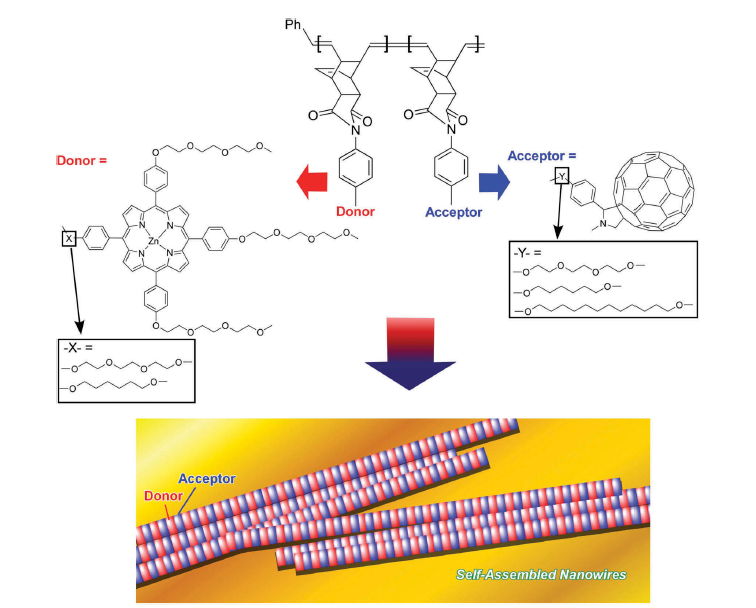 Ph
[ ] [ ]
O N O O N O
Donor =
Acceptor =
O O O O
Y
Donor
Acceptor
N
X
N N
Zn
N N
O O O O
-Y- =
O O O O
O O
O O
O O O O
-X- =
O O O O
O O
Acceptor
Donor
Self-Assembled Nanowires